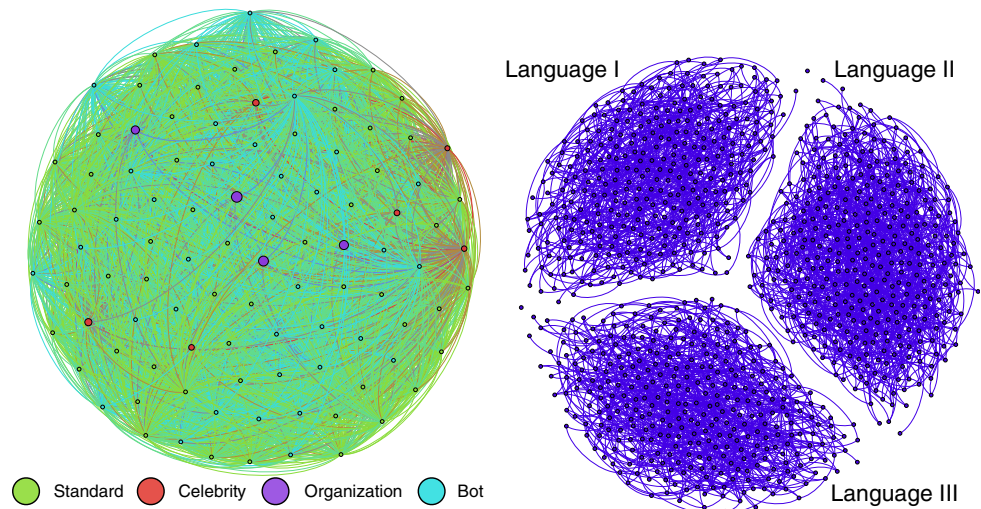 Language I
Language II
Standard
Celebrity
Organization
Bot
Language III